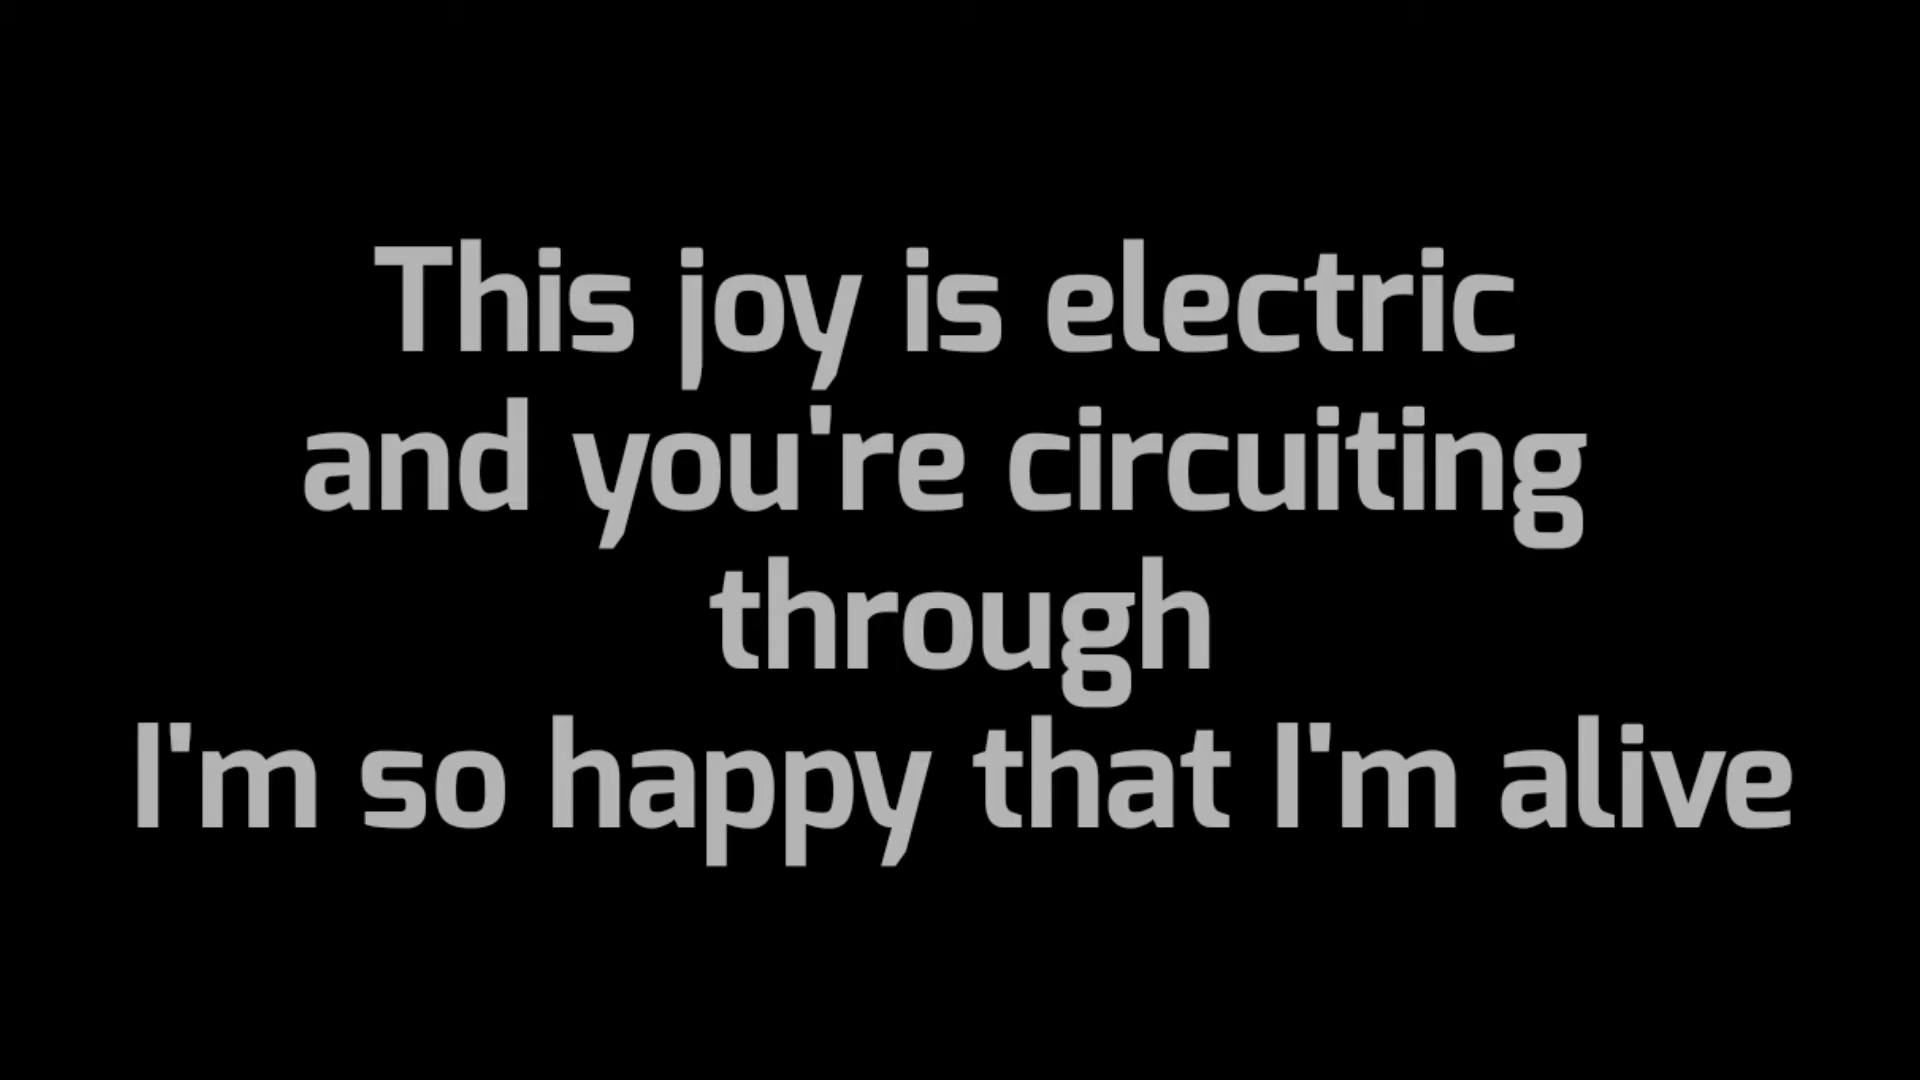 This joy is electric
and you're circuiting
through
I'm so happy that I'm alive